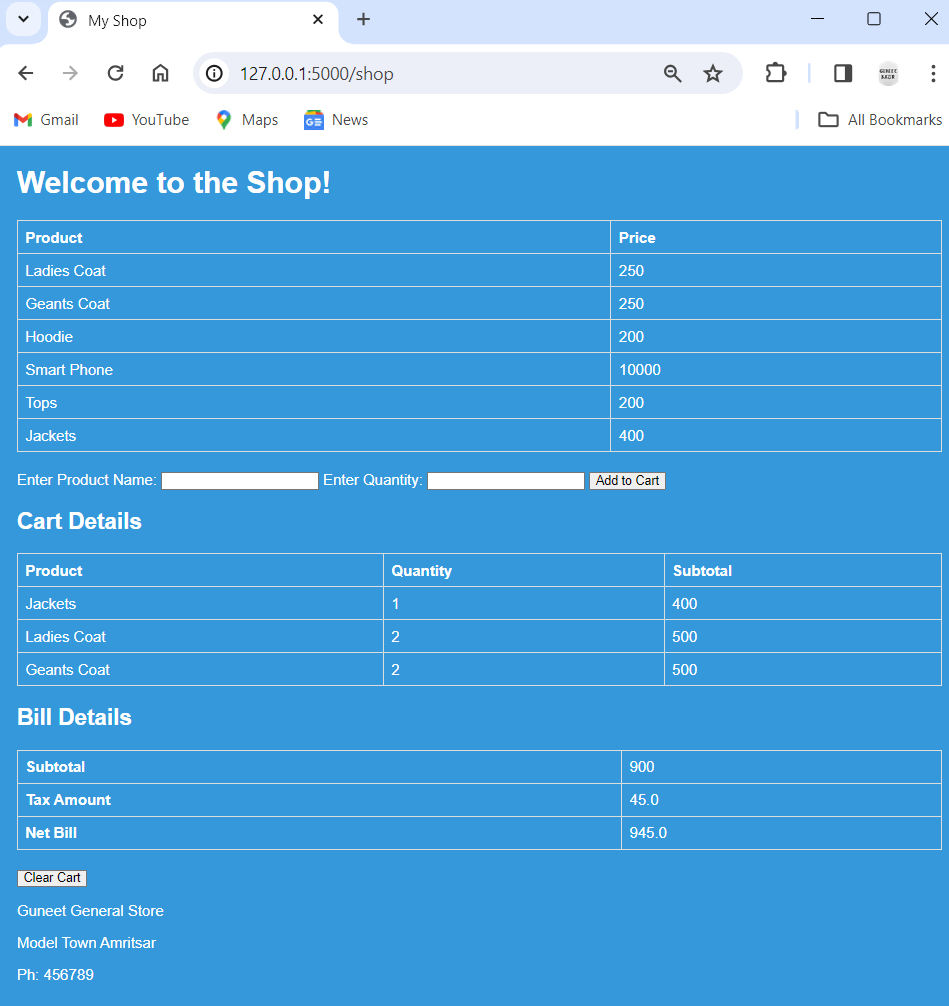 My Shop
127.0.0.1:5000/shop
Gmail YouTube Maps News All Bookmarks
Welcome to the Shop!
Product Price
Ladies Coat 250
Geants Coat 250
Hoodie 200
Smart Phone 10000
Tops 200
Jackets 400
Enter Product Name: Enter Quantity: Add to Cart
Cart Details
Product Quantity Subtotal
Jackets 1 400
Ladies Coat 2 500
Geants Coat 2 500
Bill Details
Subtotal 900
Tax Amount 45.0
Net Bill 945.0
Clear Cart
Guneet General Store
Model Town Amritsar
Ph: 456789